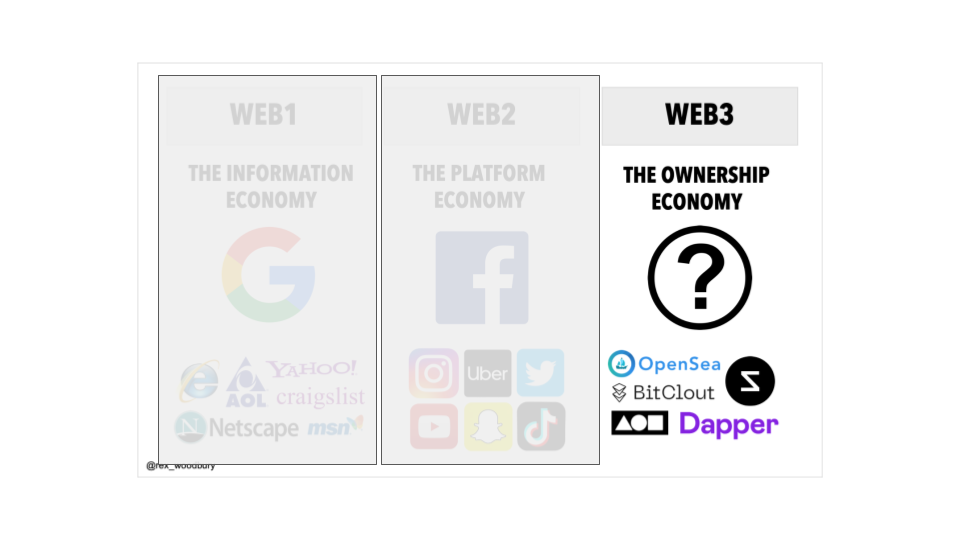 WEB1
THE INFORMATION
ECONOMY
YAHOO!
AOL
craigslist
Netscape
msn
WEB2
THE PLATFORM
ECONOMY
Uber
WEB3
THE OWNERSHIP
ECONOMY
?
OpenSea
BitClout
Dapper
@rex_woodbury